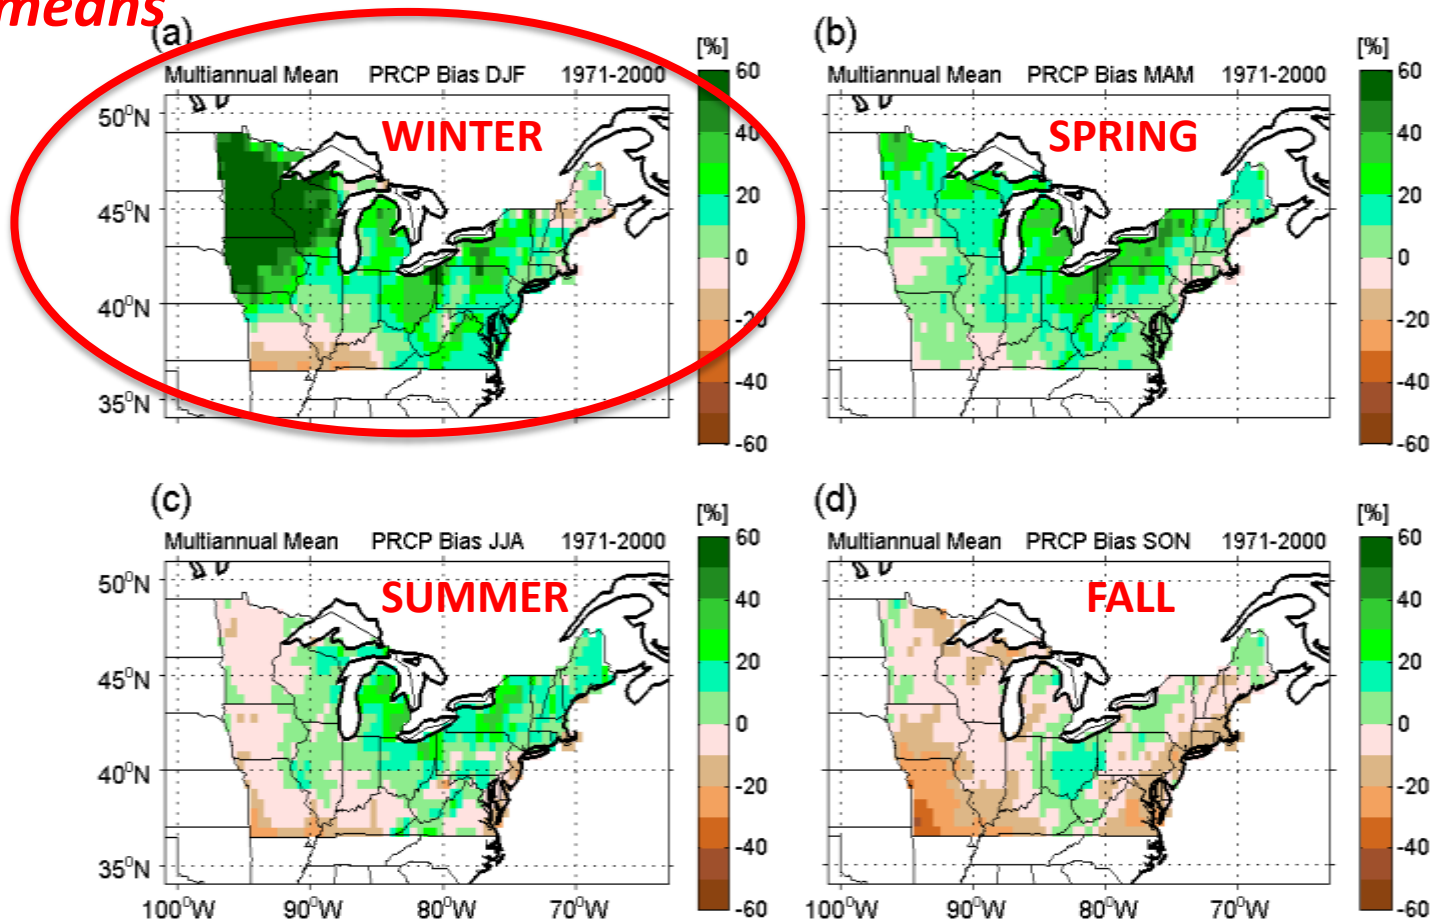 means
(a)
[%]
Multiannual Mean PRCP Bias DJF 1971-2000
WINTER
50°N
45°N
40°N
35°N
60
40
20
0
-20
-40
-60
(b)
[%]
Multiannual Mean PRCP Bias MAM 1971-2000
SPRING
60
40
20
0
-20
-40
-60
(c)
[%]
Multiannual Mean PRCP Bias JJA 1971-2000
SUMMER
50°N
45°N
40°N
35°N
100°W 90°W 80°W 70°W
60
40
20
0
-20
-40
-60
(d)
[%]
Multiannual Mean PRCP Bias SON 1971-2000
FALL
100°W 90°W 80°W 70°W
60
40
20
0
-20
-40
-60